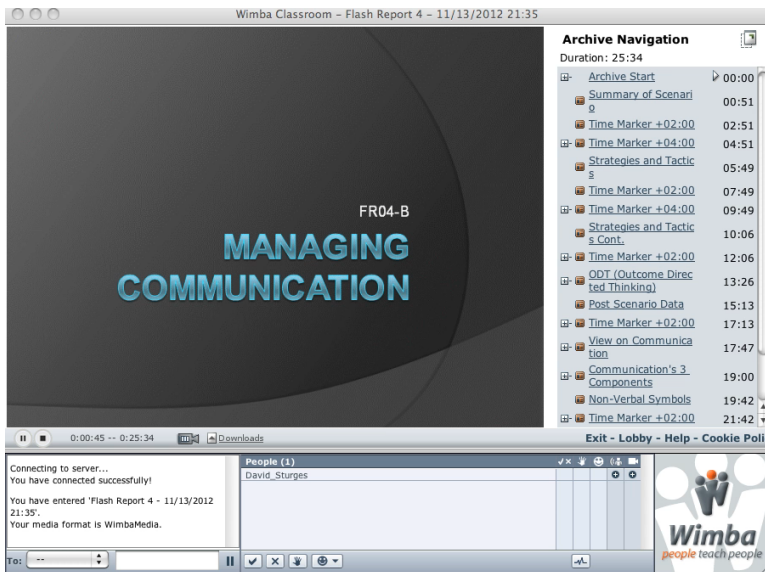 Wimba Classroom – Flash Report 4 – 11/13/2012 21:35
FR04-B
MANAGING
COMMUNICATION
Archive Navigation
Duration: 25:34
Archive Start 00:00
Summary of Scenari
o 00:51
Time Marker +02:00 02:51
Time Marker +04:00 04:51
Strategies and Tactic
s 05:49
Time Marker +02:00 07:49
Time Marker +04:00 09:49
Strategies and Tactic
s Cont. 10:06
Time Marker +02:00 12:06
ODT (Outcome Direc
ted Thinking) 13:26
Post Scenario Data 15:13
Time Marker +02:00 17:13
View on Communica
tion 17:47
Communication's 3
Components 19:00
Non-Verbal Symbols 19:42
Time Marker +02:00 21:42
0:00:45 -- 0:25:34 Downloads
Exit - Lobby - Help - Cookie Poli
Connecting to server...
You have connected successfully!
You have entered 'Flash Report 4 - 11/13/2012
21:35'.
Your media format is WimbaMedia.
To: --
People (1)
David_Sturges
Wimba
people teach people